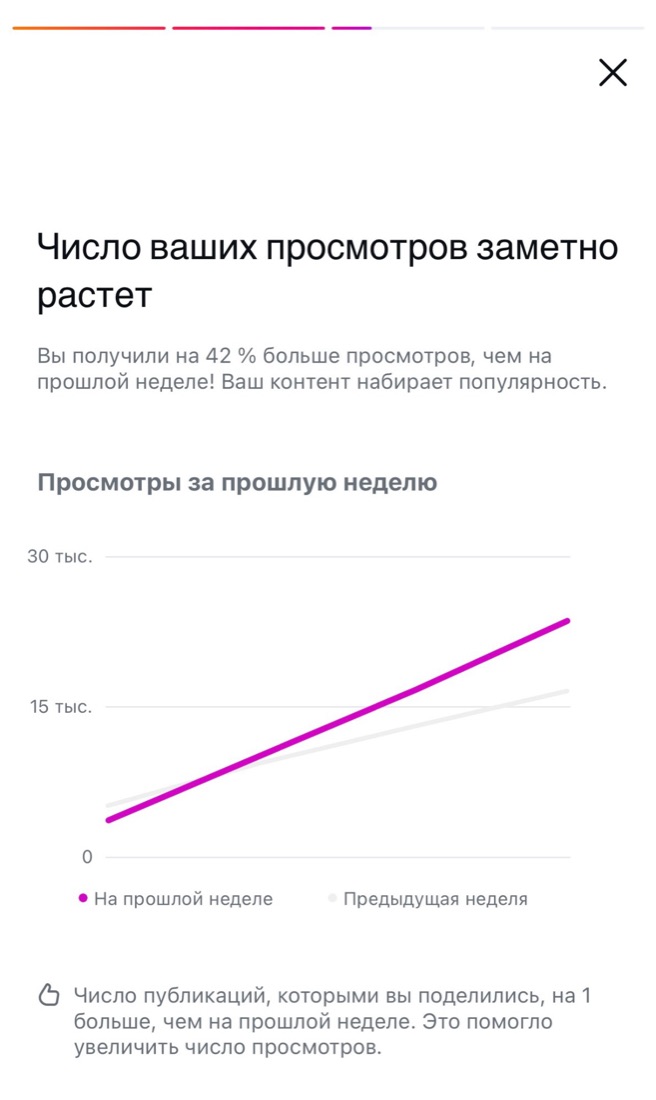 Число ваших просмотров заметно
растет
Вы получили на 42 % больше просмотров, чем на
прошлой неделе! Ваш контент набирает популярность.
Просмотры за прошлую неделю
30 тыс.
15 тыс.
0
На прошлой неделе
Предыдущая неделя
Число публикаций, которыми вы поделились, на 1
больше, чем на прошлой неделе. Это помогло
увеличить число просмотров.